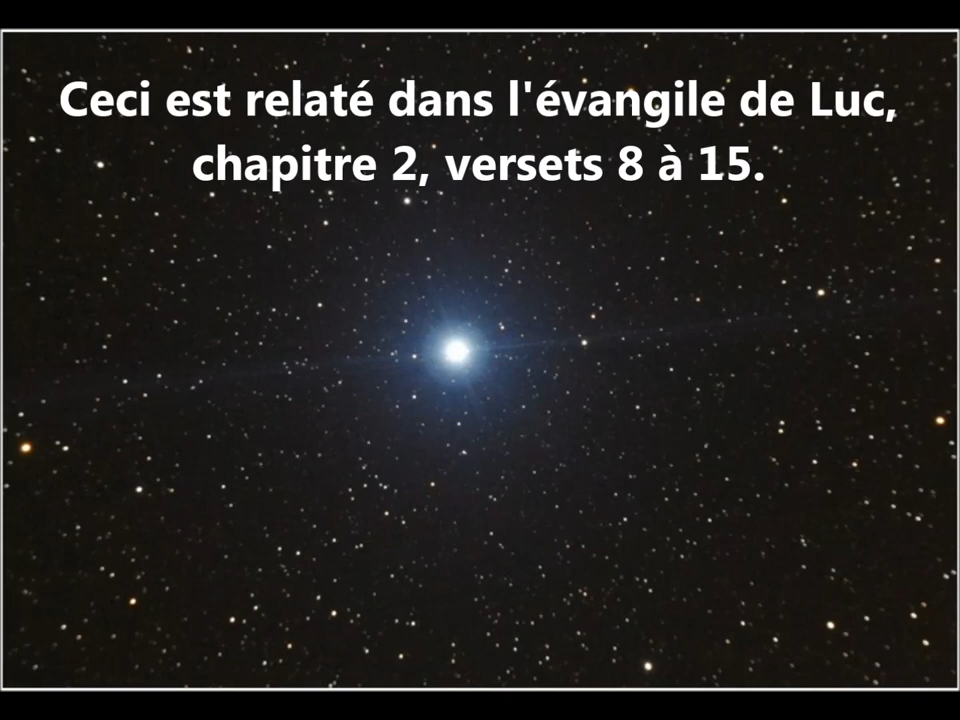 Ceci est relaté dans l'évangile de Luc,
chapitre 2, versets 8 à 15.